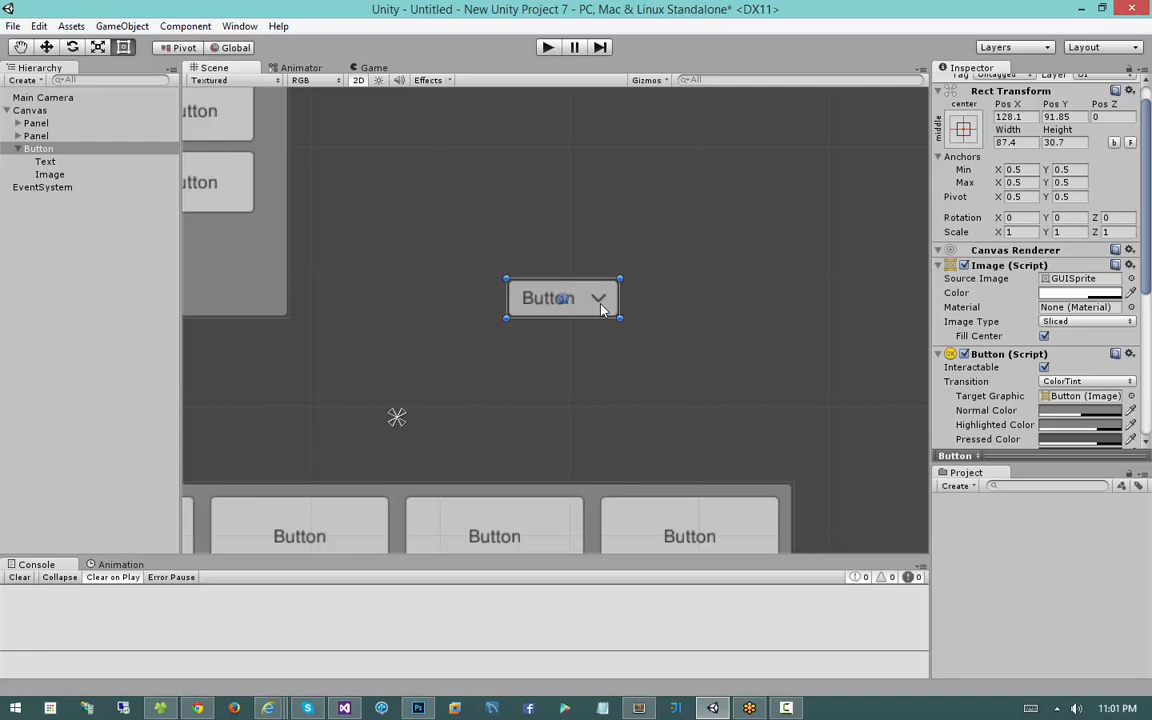 Unity - Untitled - New Unity Project 7 - PC, Mac & Linux Standalone* <DX11>
File Edit Assets GameObject Component Window Help
Pivot Global Layers Layout
Hierarchy Scene Animator Game Inspector
Create All Textured RGB 2D Effects Gizmos All
Main Camera
Canvas
Panel
Panel
Button
Text
Image
EventSystem
utton
utton
Button
Button
Button
Button
Untagged Layer UI
Rect Transform
center Pos X Pos Y Pos Z
middle 128.1 91.85 0
Width Height
87.4 30.7 b F
Anchors
Min X 0.5 Y 0.5
Max X 0.5 Y 0.5
Pivot X 0.5 Y 0.5
Rotation X 0 Y 0 Z 0
Scale X 1 Y 1 Z 1
Canvas Renderer
Image (Script)
Source Image GUISprite
Color
Material None (Material)
Image Type Sliced
Fill Center
Button (Script)
Interactable
Transition ColorTint
Target Graphic Button (Image)
Normal Color
Highlighted Color
Pressed Color
Button
Project
Create
Console Animation
Clear Collapse Clear on Play Error Pause 0 0 0
11:01 PM